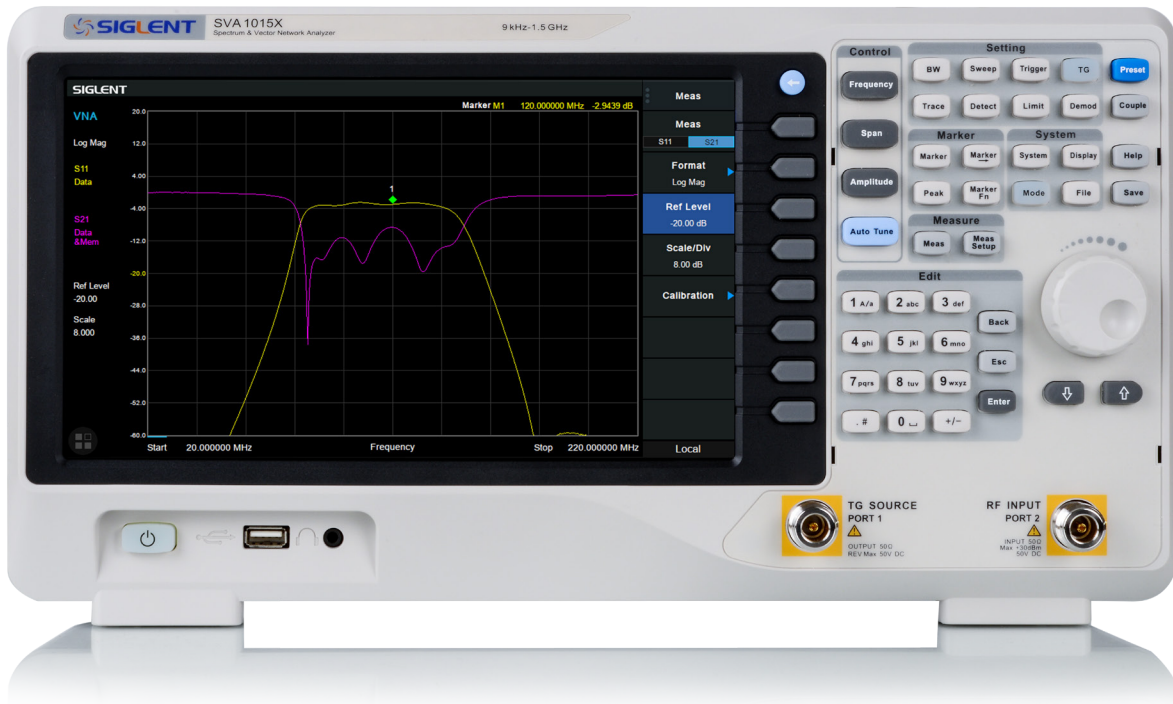 SIGLENT
SVA1015X
Spectrum & Vector Network Analyzer
9 kHz-1.5 GHz
SIGLENT
VNA
Log Mag
S11
Data
S21
Data
&Mem
Ref Level
-20.00
Scale
8.000
Marker M1 120.000000 MHz -2.9439 dB
20.0
12.0
4.00
-4.00
-12.0
-20.0
-28.0
-36.0
-44.0
-52.0
-60.0
1
Start 20.000000 MHz Frequency Stop 220.000000 MHz
Meas
Meas
S11 S21
Format
Log Mag
Ref Level
-20.00 dB
Scale/Div
8.00 dB
Calibration
Local
Control
Frequency
Span
Amplitude
Auto Tune
Setting
BW Sweep Trigger TG Preset
Trace Detect Limit Demod Couple
Marker System
Marker Marker System Display Help
Peak Marker Fn Mode File Save
Measure
Meas Meas Setup
Edit
1 A/a 2 abc 3 def
4 ghi 5 jkl 6 mno
7 pqrs 8 tuv 9 wxyz
. # 0 +/−
Back
Esc
Enter
TG SOURCE
PORT 1
OUTPUT 50Ω
REV Max 50V DC
RF INPUT
PORT 2
INPUT 50Ω
Max +30dBm
50V DC